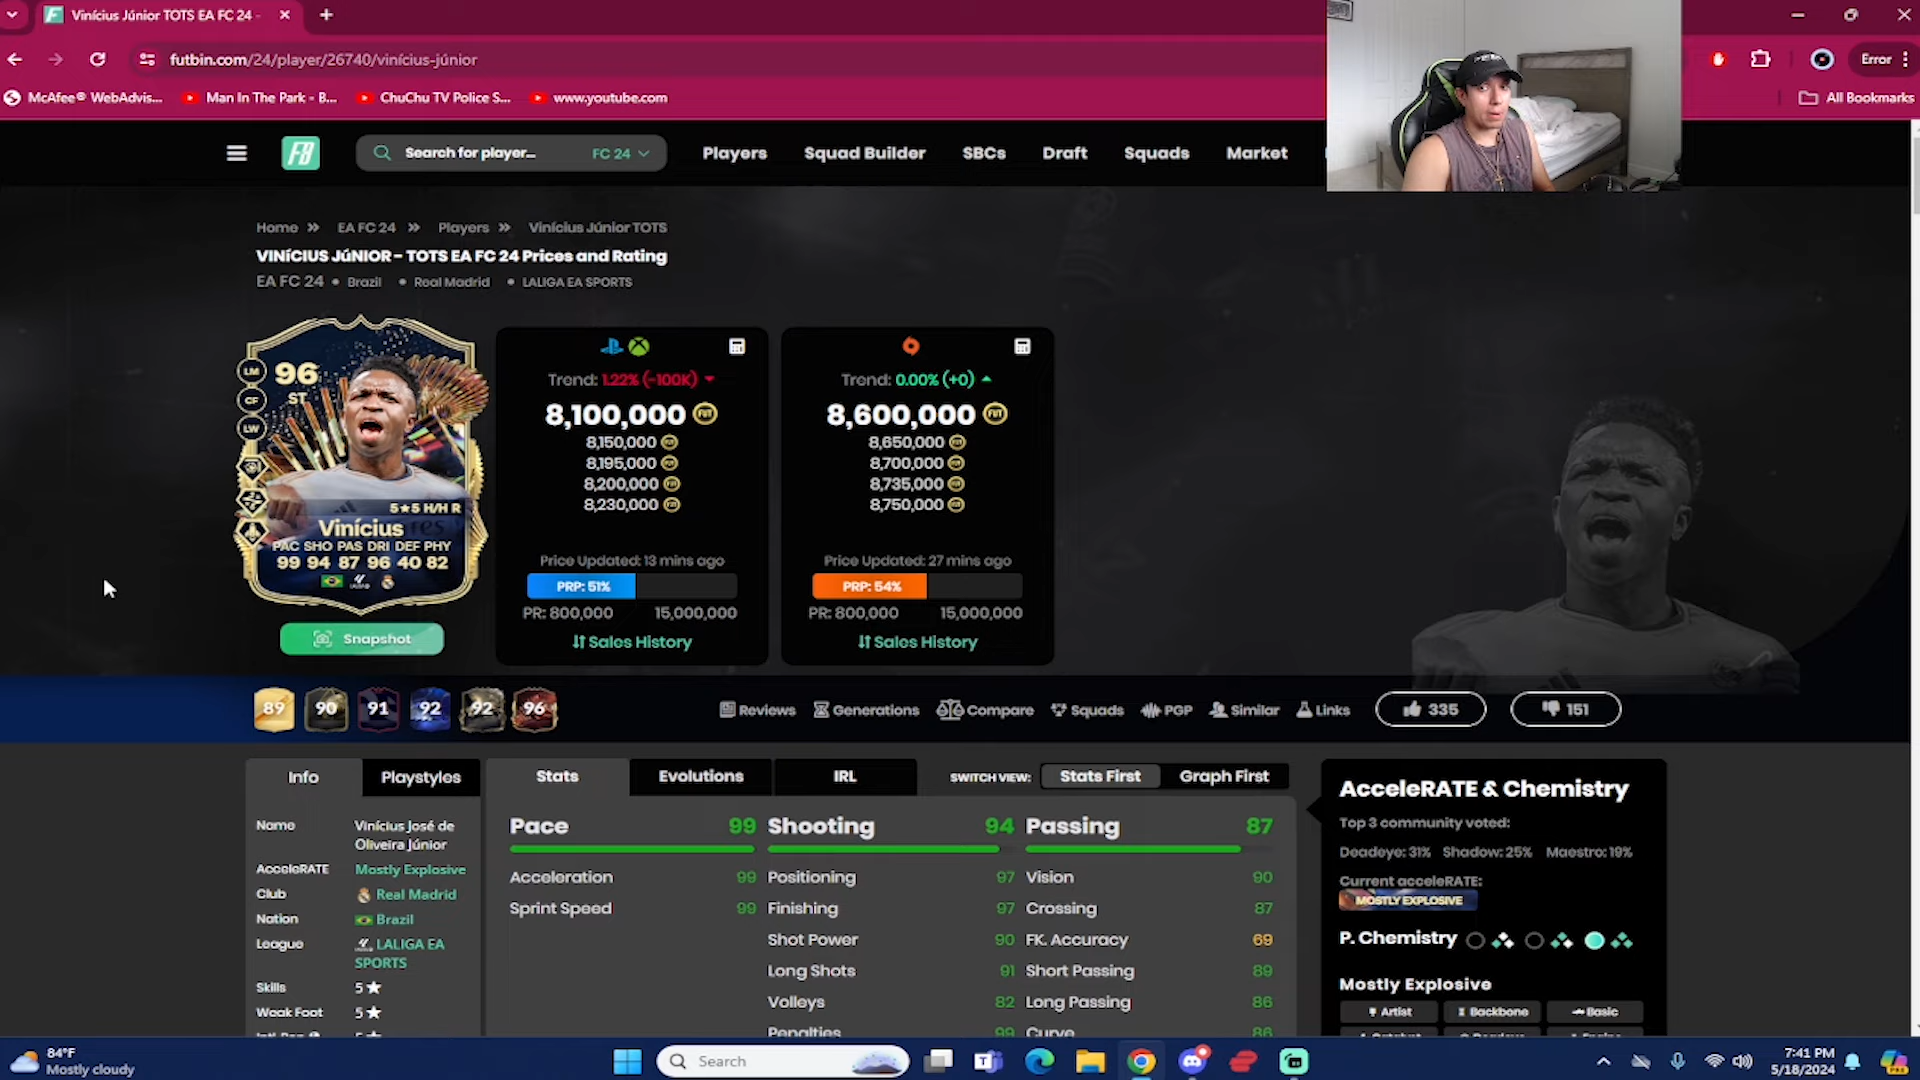 Vinícius Júnior TOTS EA FC 24 -
futbin.com/24/player/26740/vinícius-júnior
Error
McAfee® WebAdvis...
Man In The Park - B...
ChuChu TV Police S...
www.youtube.com
All Bookmarks
Search for player...
FC 24
Players
Squad Builder
SBCs
Draft
Squads
Market
Home » EA FC 24 » Players » Vinícius Júnior TOTS
VINíCIUS JúNIOR - TOTS EA FC 24 Prices and Rating
EA FC 24 • Brazil • Real Madrid • LALIGA EA SPORTS
96
ST
LM
CF
LW
5★5 H/H R
Vinícius
PAC SHO PAS DRI DEF PHY
99 94 87 96 40 82
Snapshot
Trend: 1.22% (-100K)
8,100,000
8,150,000
8,195,000
8,200,000
8,230,000
Price Updated: 13 mins ago
PRP: 51%
PR: 800,000 15,000,000
Sales History
Trend: 0.00% (+0)
8,600,000
8,650,000
8,700,000
8,735,000
8,750,000
Price Updated: 27 mins ago
PRP: 54%
PR: 800,000 15,000,000
Sales History
89 90 91 92 92 96
Reviews
Generations
Compare
Squads
PGP
Similar
Links
335
151
Info
Playstyles
Name Vinícius José de
Oliveira Júnior
AcceleRATE Mostly Explosive
Club Real Madrid
Nation Brazil
League LALIGA EA
SPORTS
Skills 5★
Weak Foot 5★
Stats
Evolutions
IRL
SWITCH VIEW:
Stats First
Graph First
Pace 99
Acceleration 99
Sprint Speed 99
Shooting 94
Positioning 97
Finishing 97
Shot Power 90
Long Shots 91
Volleys 82
Penalties 99
Passing 87
Vision 90
Crossing 87
FK. Accuracy 69
Short Passing 89
Long Passing 86
Curve 86
AcceleRATE & Chemistry
Top 3 community voted:
Deadeye: 31% Shadow: 25% Maestro: 19%
Current acceleRATE:
MOSTLY EXPLOSIVE
P. Chemistry
Mostly Explosive
Artist
Backbone
Basic
84°F
Mostly cloudy
Search
7:41 PM
5/18/2024